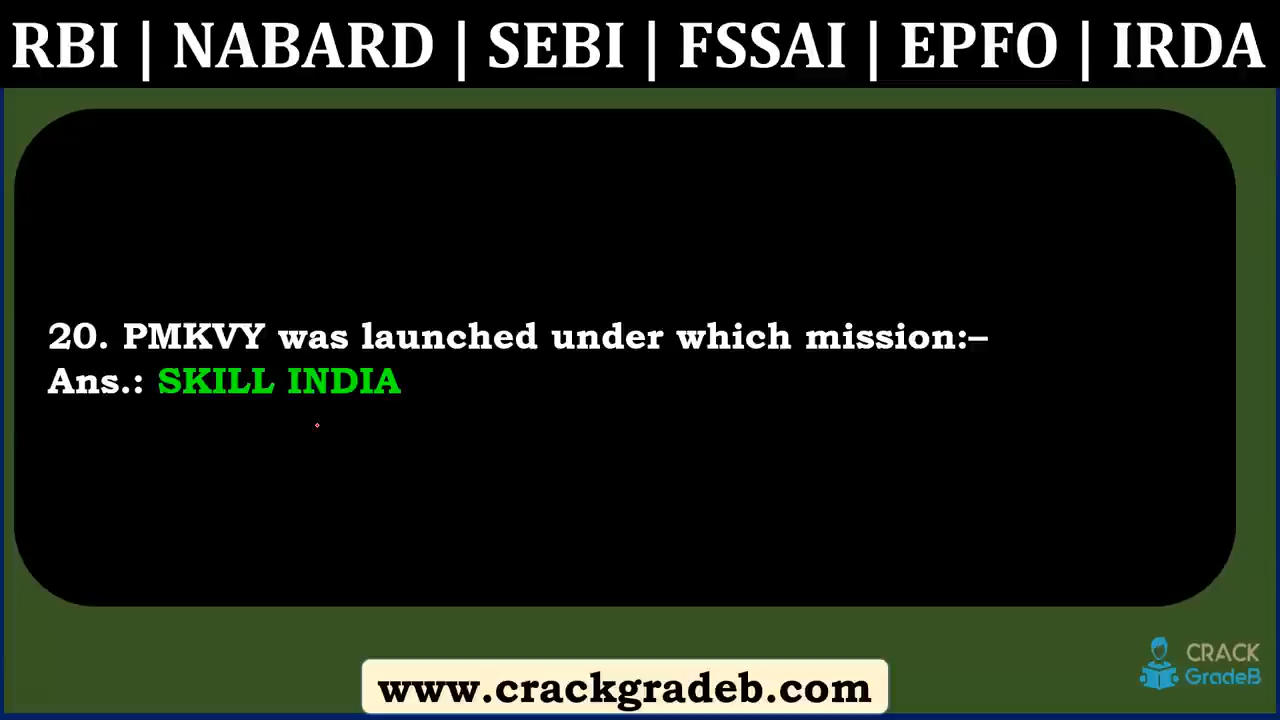 RBI | NABARD | SEBI | FSSAI | EPFO | IRDA
20. PMKVY was launched under which mission:–
Ans.: SKILL INDIA
CRACK
GradeB
www.crackgradeb.com